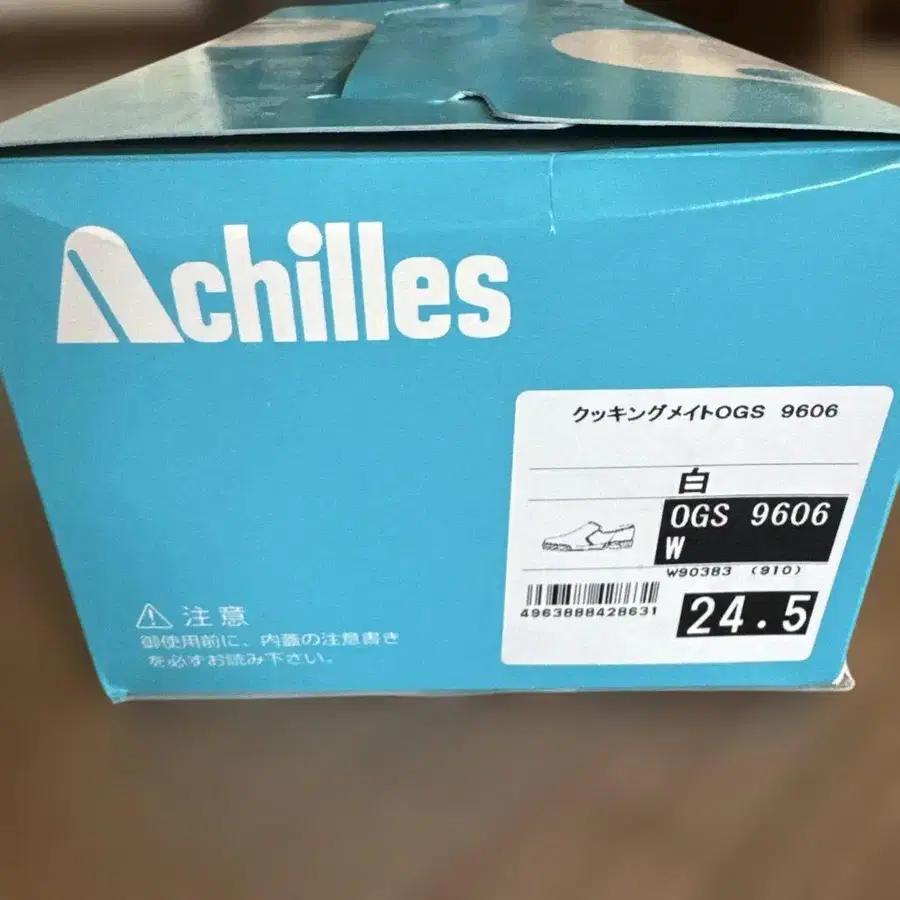 Achilles
クッキングメイトOGS 9606
白
OGS 9606
W
W90383 (910)
4963888428631
24.5
注意
御使用前に、内蓋の注意書き
を必ずお読み下さい。